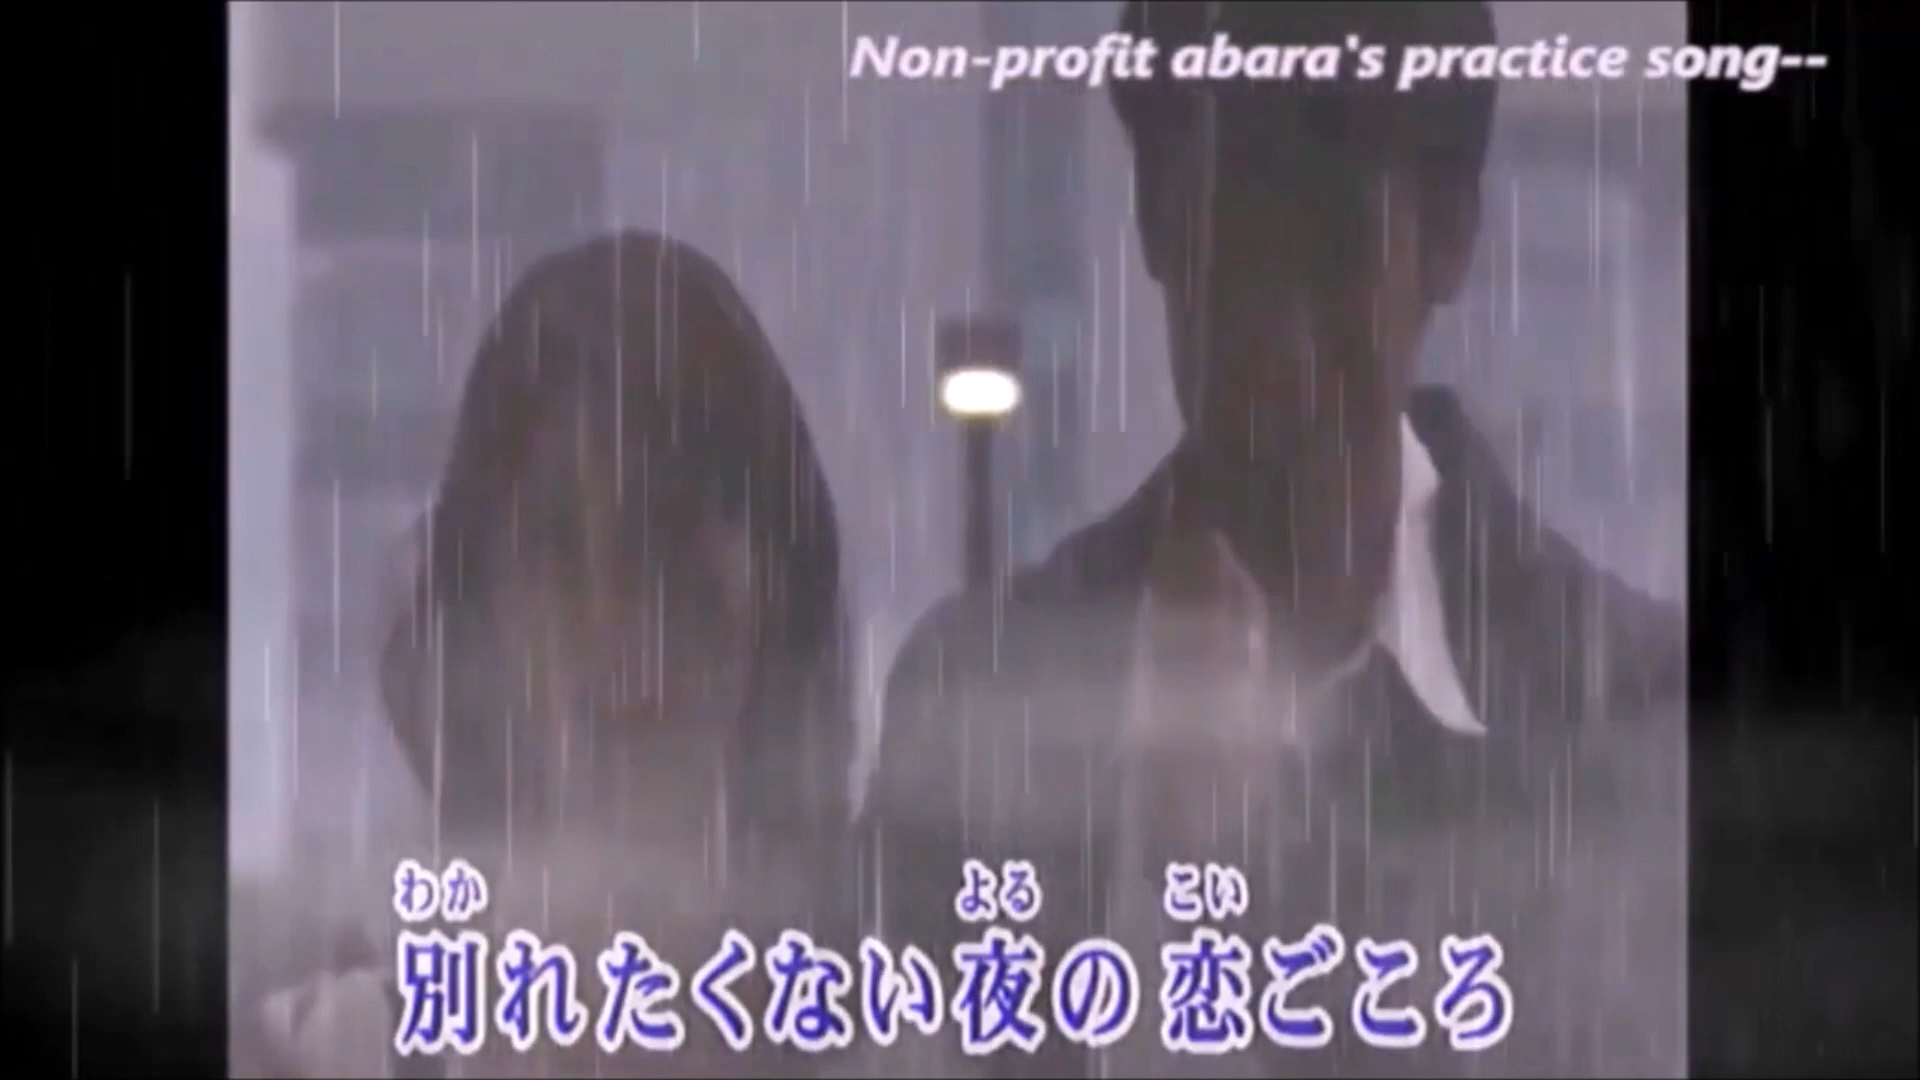 Non-profit abara's practice song--
わか よる こい
別れたくない夜の 恋ごころ